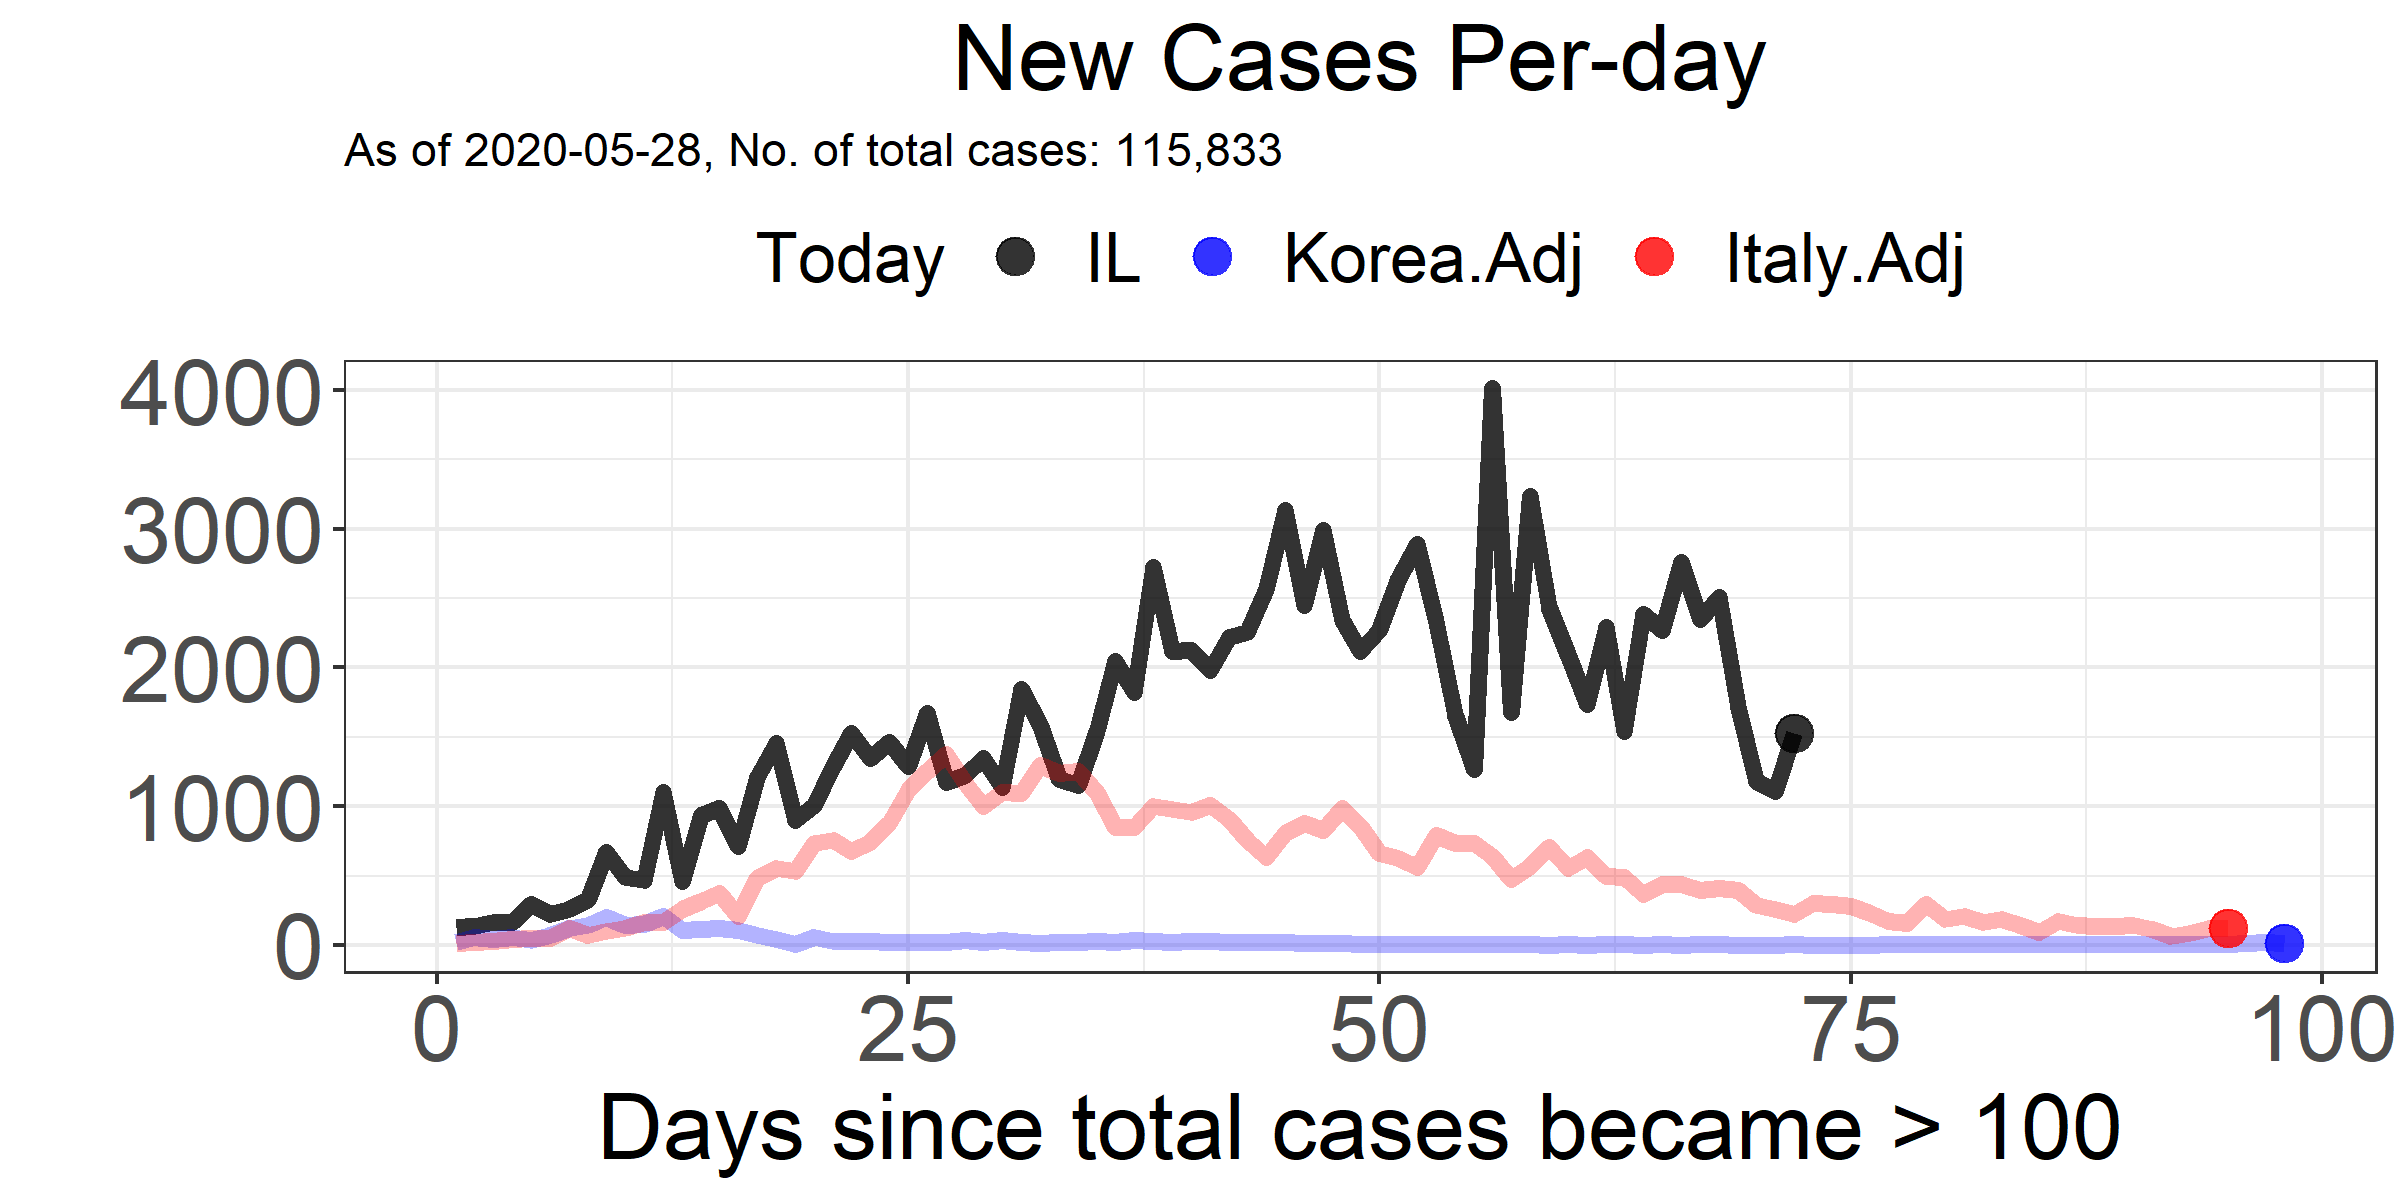 New Cases Per-day
As of 2020-05-28, No. of total cases: 115,833
Today IL Korea.Adj Italy.Adj
4000
3000
2000
1000
0
0 25 50 75 100
Days since total cases became > 100